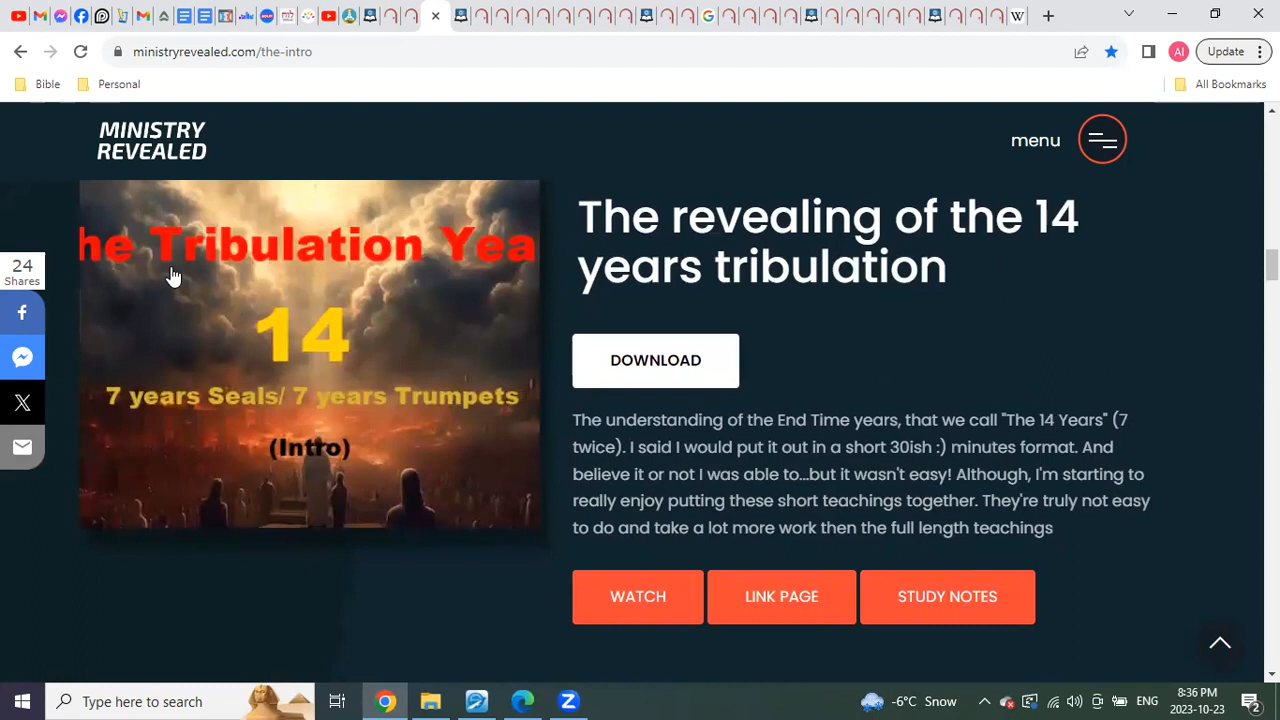 ministryrevealed.com/the-intro
Update
Bible
Personal
All Bookmarks
MINISTRY
REVEALED
menu
he Tribulation Yea
14
7 years Seals/ 7 years Trumpets
(Intro)
24
Shares
The revealing of the 14
years tribulation
DOWNLOAD
The understanding of the End Time years, that we call "The 14 Years" (7
twice). I said I would put it out in a short 30ish :) minutes format. And
believe it or not I was able to...but it wasn't easy! Although, I'm starting to
really enjoy putting these short teachings together. They're truly not easy
to do and take a lot more work then the full length teachings
WATCH
LINK PAGE
STUDY NOTES
Type here to search
-6°C Snow
ENG
8:36 PM
2023-10-23
2